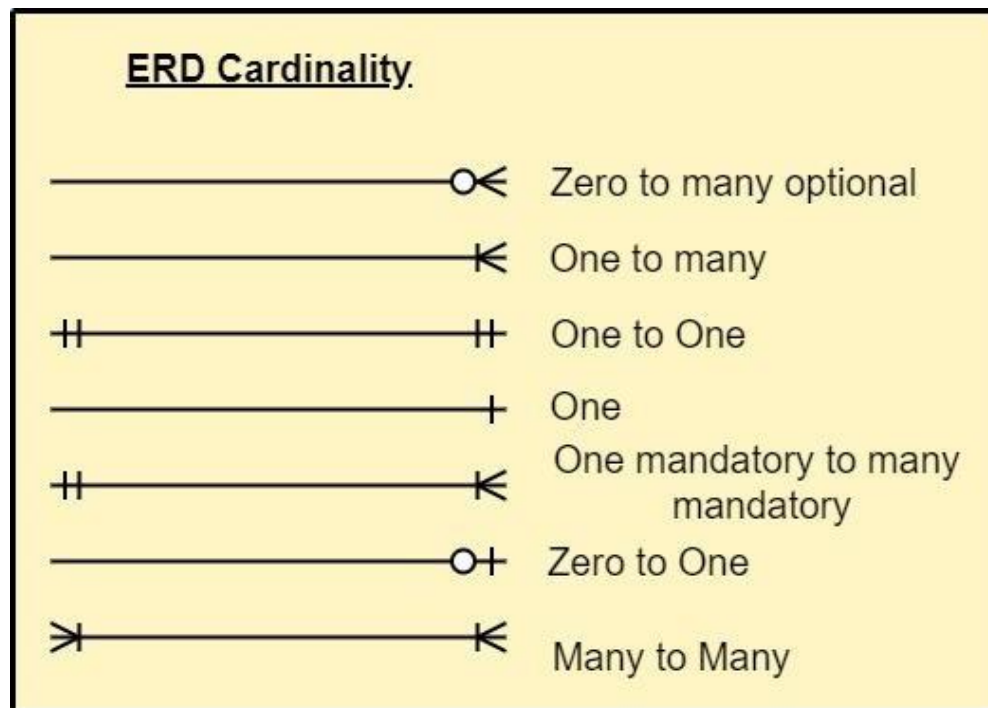 ERD Cardinality
Zero to many optional
One to many
One to One
One
One mandatory to many
mandatory
Zero to One
Many to Many